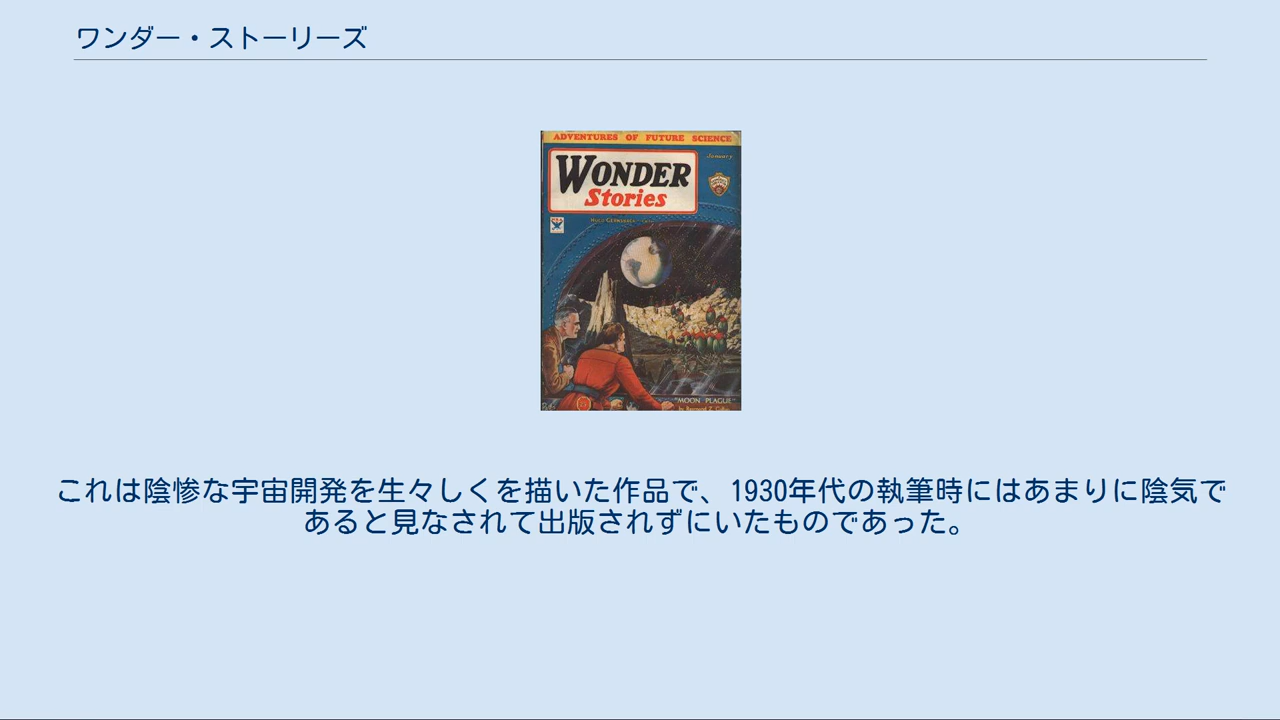 ワンダー・ストーリーズ
ADVENTURES OF FUTURE SCIENCE
January
WONDER
Stories
"MOON PLAGUE"
これは陰惨な宇宙開発を生々しくを描いた作品で、1930年代の執筆時にはあまりに陰気で
あると見なされて出版されずにいたものであった。